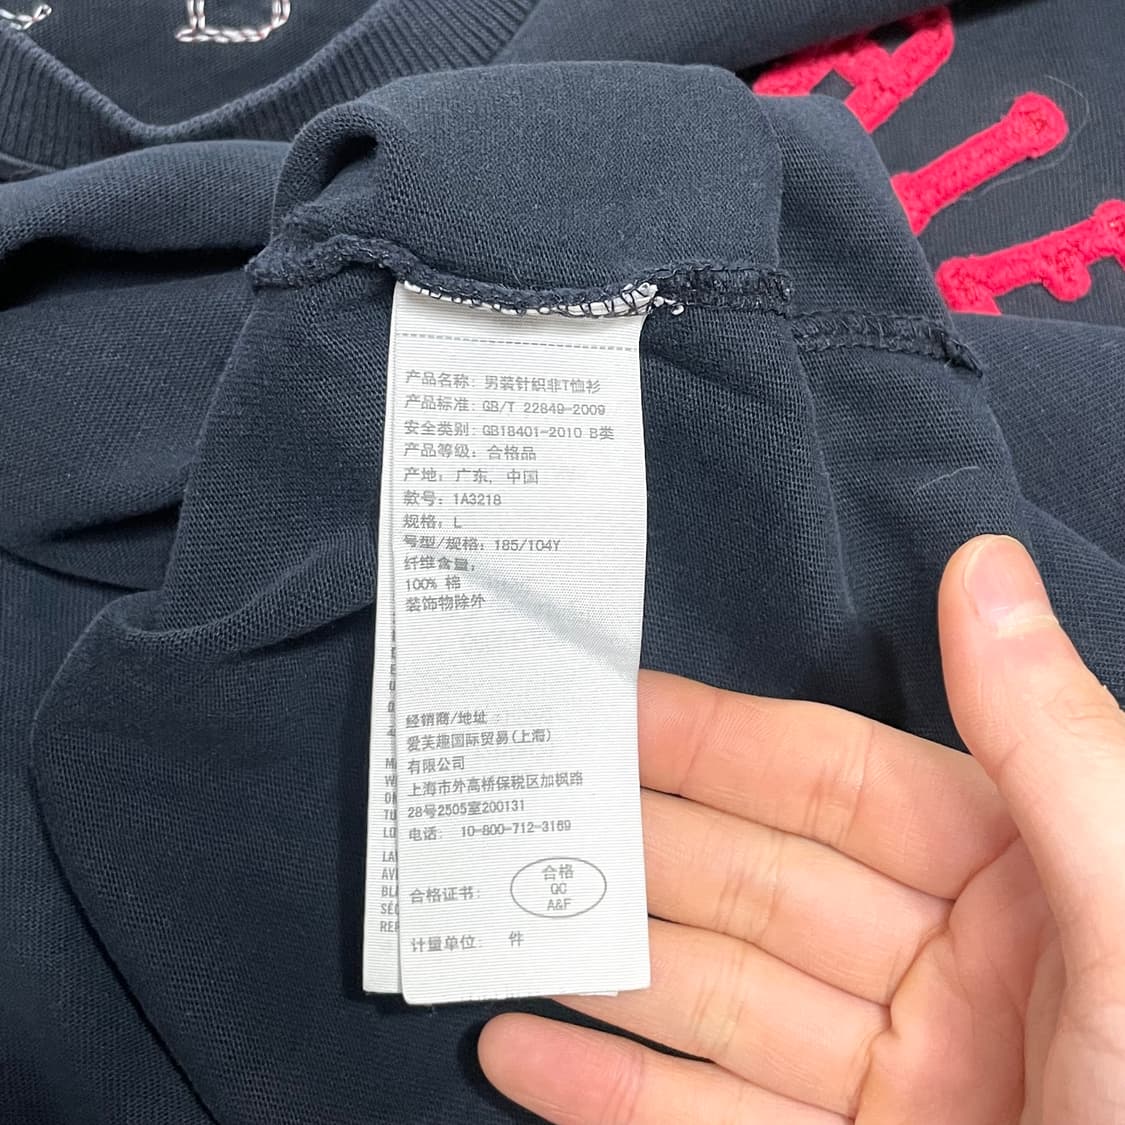 产品名称: 男装针织非T恤衫
产品标准: GB/T 22849-2009
安全类别: GB18401-2010 B类
产品等级: 合格品
产地: 广东, 中国
款号: 1A3218
规格: L
号型/规格: 185/104Y
纤维含量,
100% 棉
装饰物除外
经销商/地址 :
爱芙趣国际贸易(上海)
有限公司
上海市外高桥保税区加枫路
28号2505室200131
电话: 10-800-712-3169
合格证书:
合格
QC
A&F
计量单位: 件